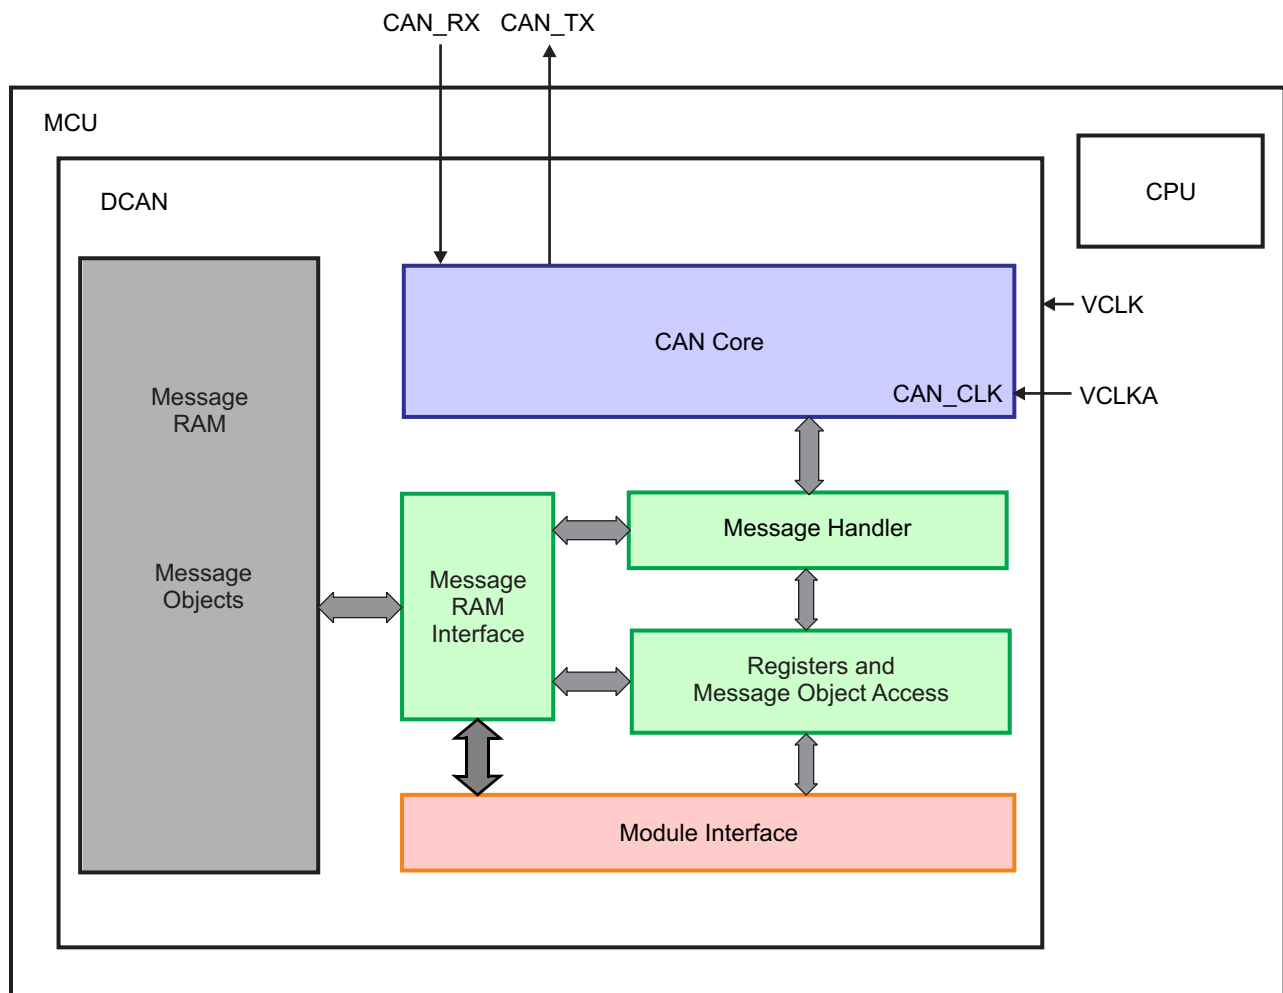 CAN_RX CAN_TX
MCU
CPU
DCAN
VCLK
CAN Core
CAN_CLK
VCLKA
Message
RAM
Message Handler
Message
Objects
Message
RAM
Interface
Registers and
Message Object Access
Module Interface